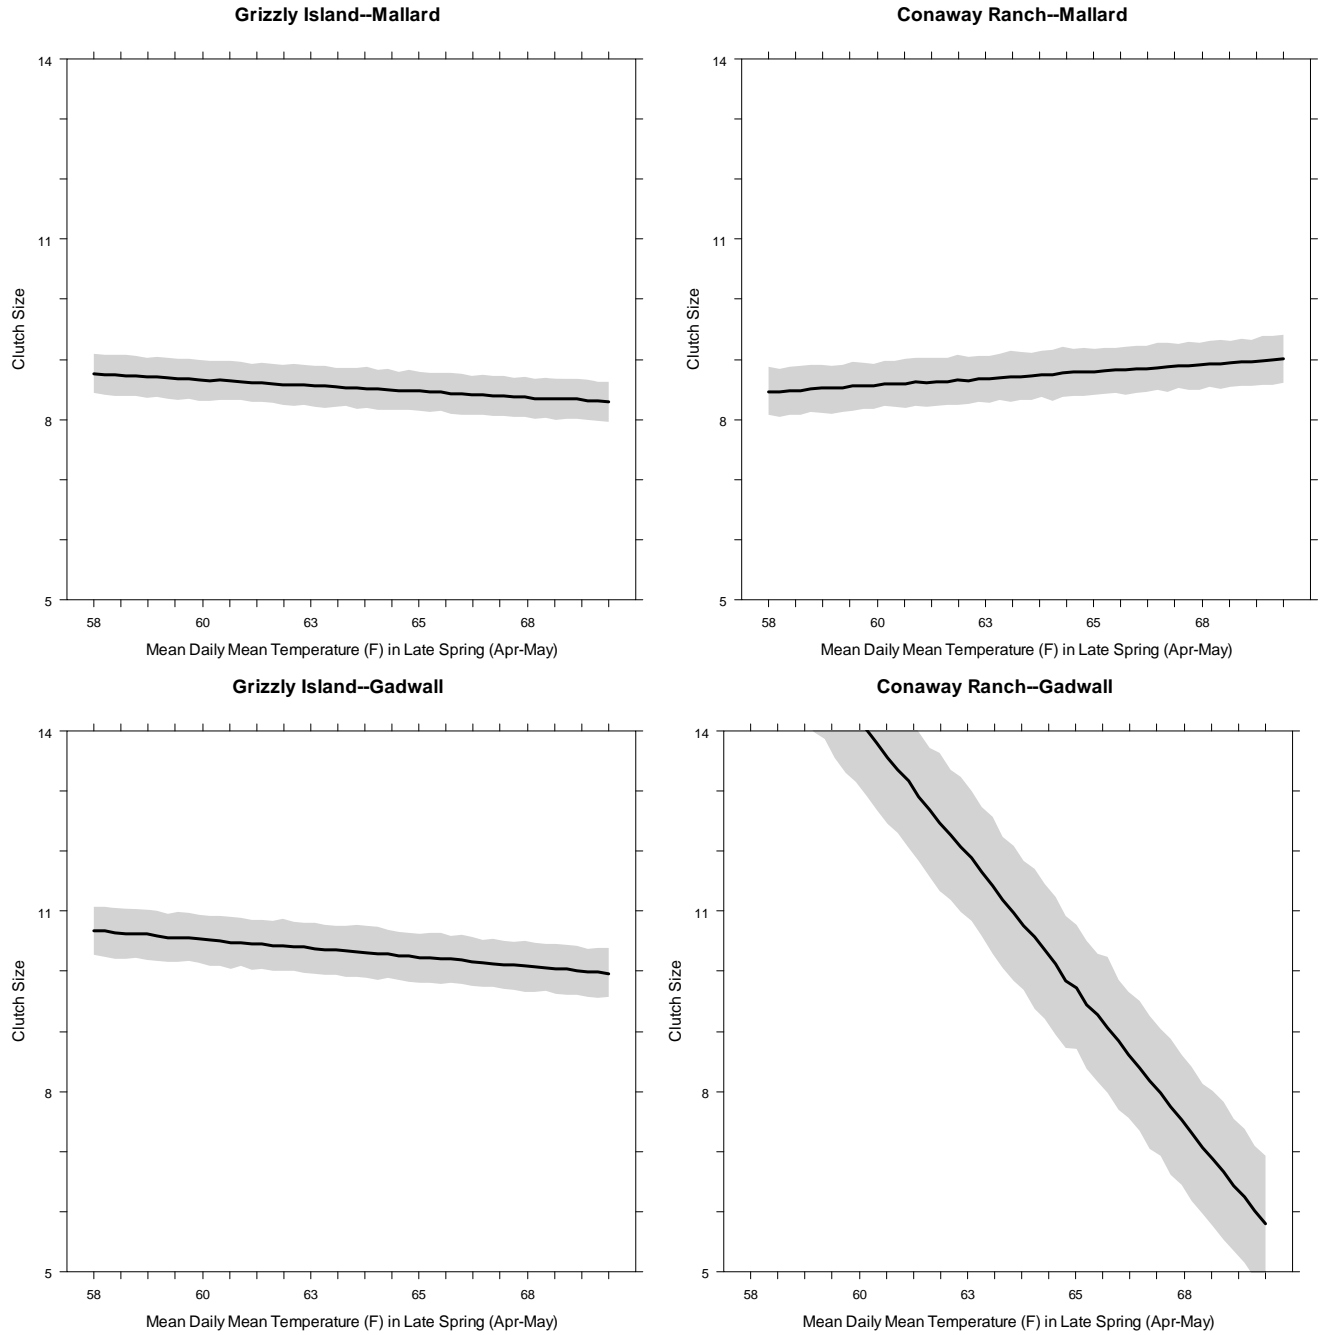 Grizzly Island--Mallard
14
11
8
5
Clutch Size
58 60 63 65 68
Mean Daily Mean Temperature (F) in Late Spring (Apr-May)
Conaway Ranch--Mallard
14
11
8
5
Clutch Size
58 60 63 65 68
Mean Daily Mean Temperature (F) in Late Spring (Apr-May)
Grizzly Island--Gadwall
14
11
8
5
Clutch Size
58 60 63 65 68
Mean Daily Mean Temperature (F) in Late Spring (Apr-May)
Conaway Ranch--Gadwall
14
11
8
5
Clutch Size
58 60 63 65 68
Mean Daily Mean Temperature (F) in Late Spring (Apr-May)